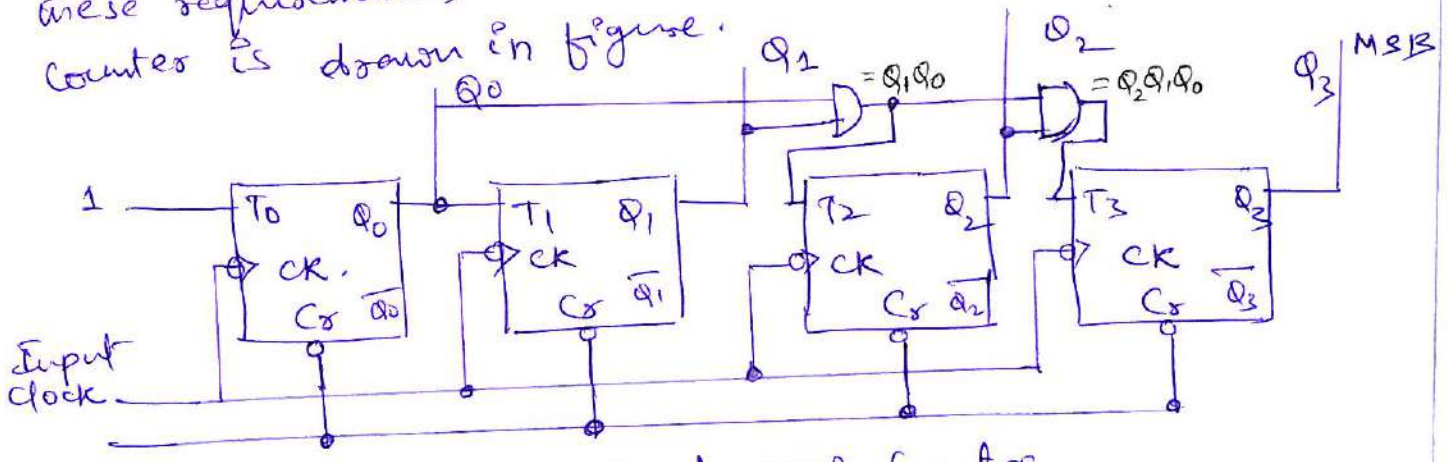 Counter is drawn in figure.
Q0
Q1
= Q1Q0
Q2
= Q2Q1Q0
Q3
MSB
1
T0 Q0
CK.
Cr Q̅0
T1 Q1
CK
Cr Q̅1
T2 Q2
CK
Cr Q̅2
T3 Q3
CK
Cr Q̅3
Input
Clock